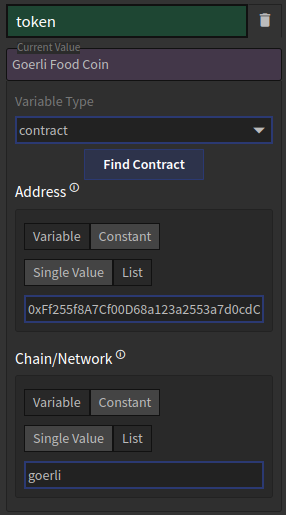 token
Current Value
Goerli Food Coin
Variable Type
contract
Find Contract
Address
Variable Constant
Single Value List
0xFf255f8A7Cf00D68a123a2553a7d0cdC
Chain/Network
Variable Constant
Single Value List
goerli